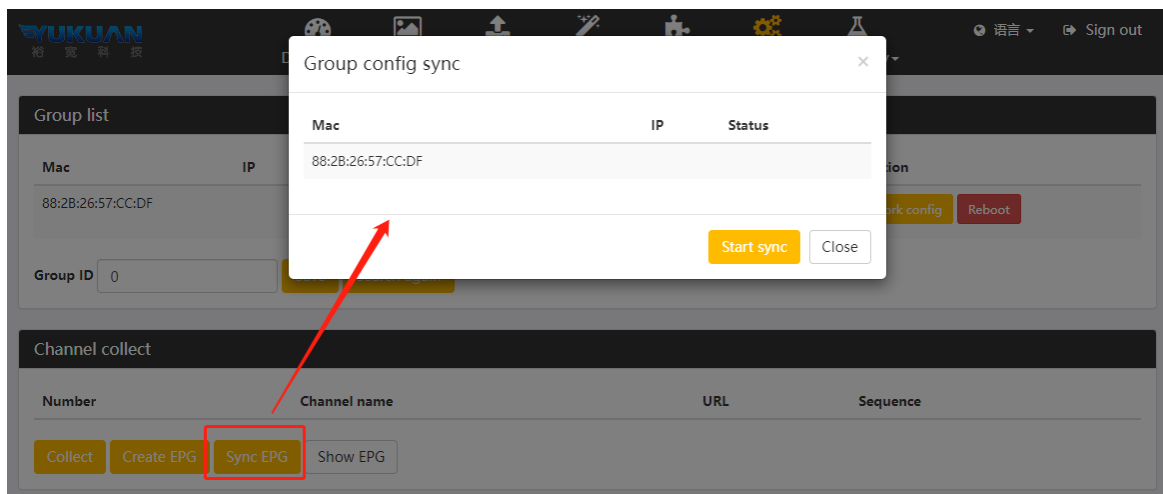 YUKUAN
裕 宽 科 技
语言
Sign out
Group config sync
×
Mac IP Status
88:2B:26:57:CC:DF
Start sync Close
Group list
Mac IP
88:2B:26:57:CC:DF
config Reboot
Group ID 0
Channel collect
Number Channel name URL Sequence
Collect Create EPG Sync EPG Show EPG